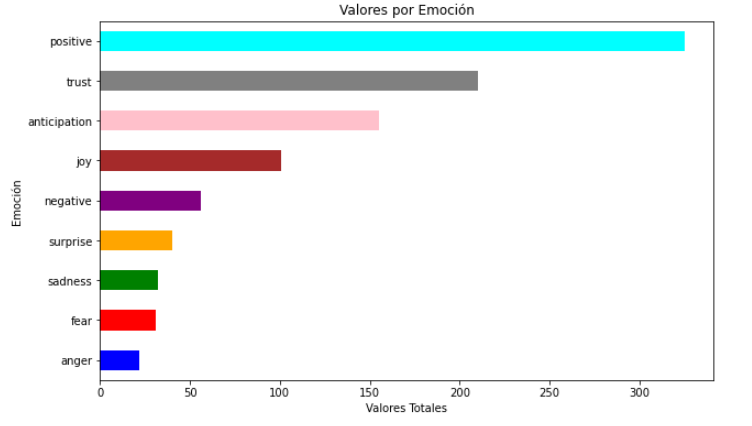 Valores por Emoción
positive
trust
anticipation
joy
negative
surprise
sadness
fear
anger
Emoción
0 50 100 150 200 250 300
Valores Totales